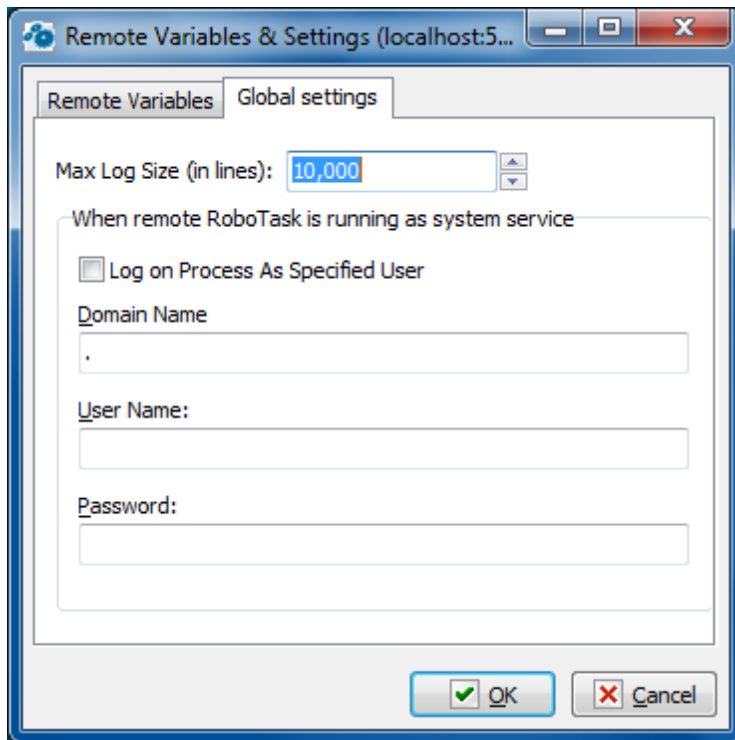 Remote Variables & Settings (localhost:5...
Remote Variables Global settings
Max Log Size (in lines): 10,000
When remote RoboTask is running as system service
Log on Process As Specified User
Domain Name
.
User Name:
Password:
OK Cancel